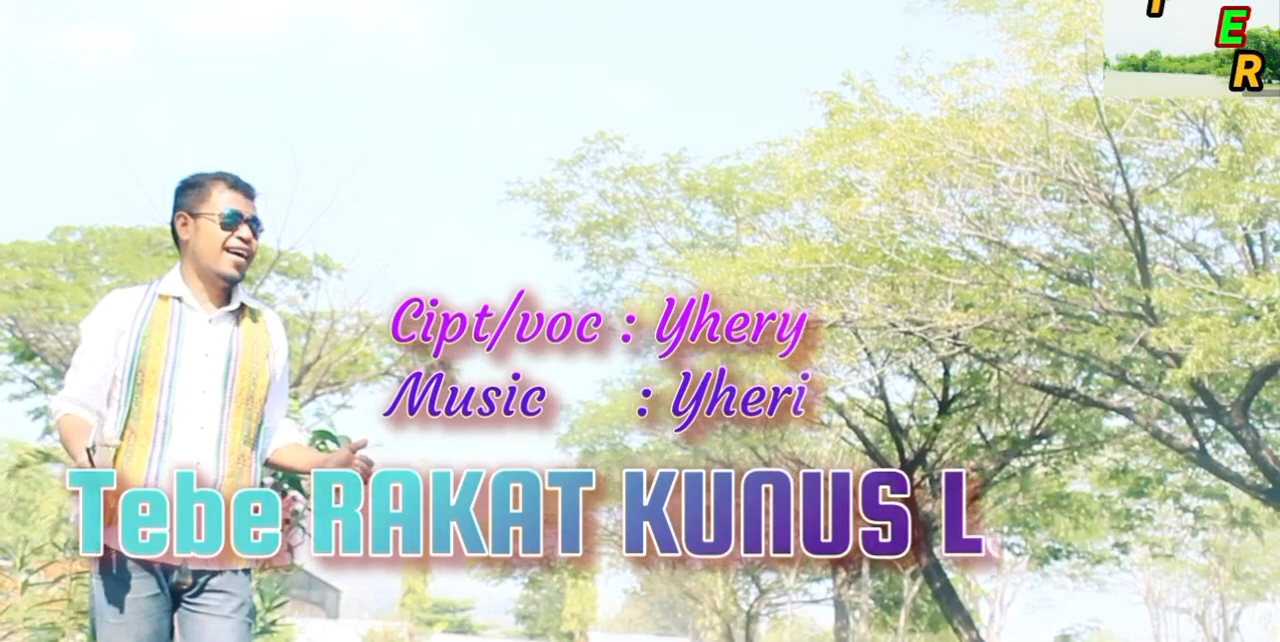 E
R
Cipt/voc : Yhery
Music : Yheri
Tebe RAKAT KUNUS L